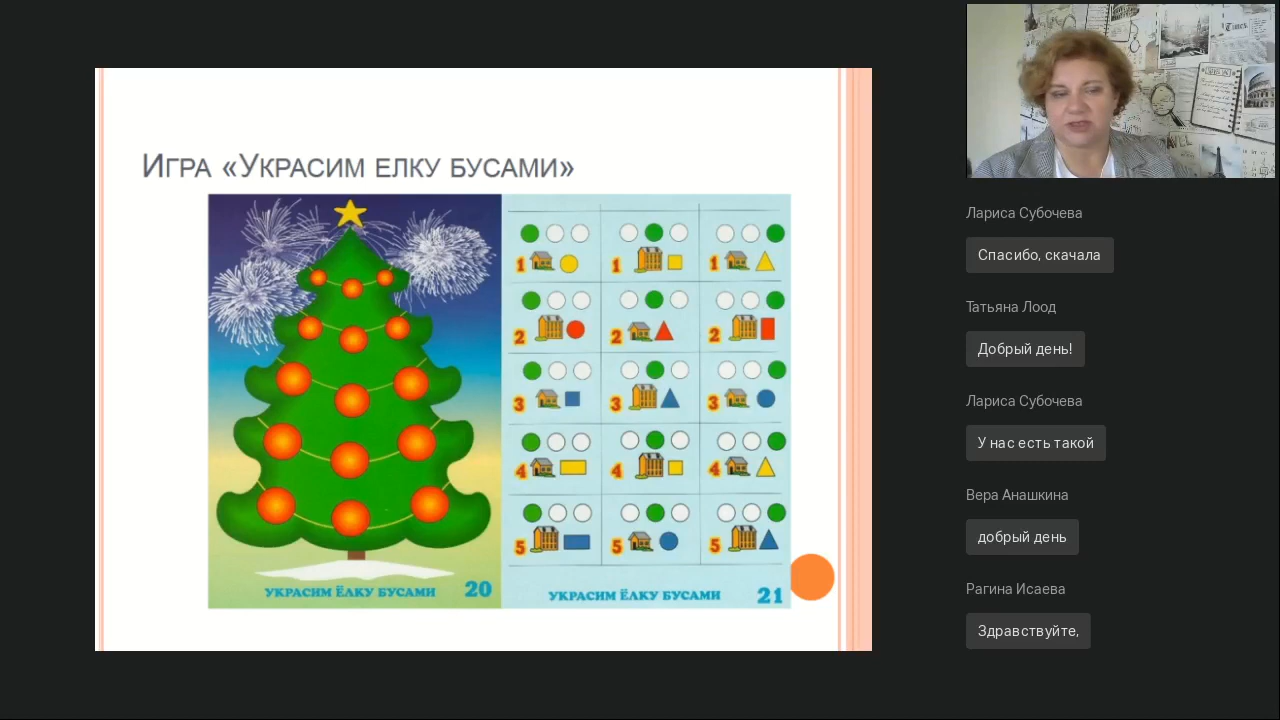 Игра «Украсим елку бусами»
1 1 1
2 2 2
3 3 3
4 4 4
5 5 5
УКРАСИМ ЁЛКУ БУСАМИ 20
УКРАСИМ ЁЛКУ БУСАМИ 21
Times
Лариса Субочева
Спасибо, скачала
Татьяна Лоод
Добрый день!
Лариса Субочева
У нас есть такой
Вера Анашкина
добрый день
Рагина Исаева
Здравствуйте,